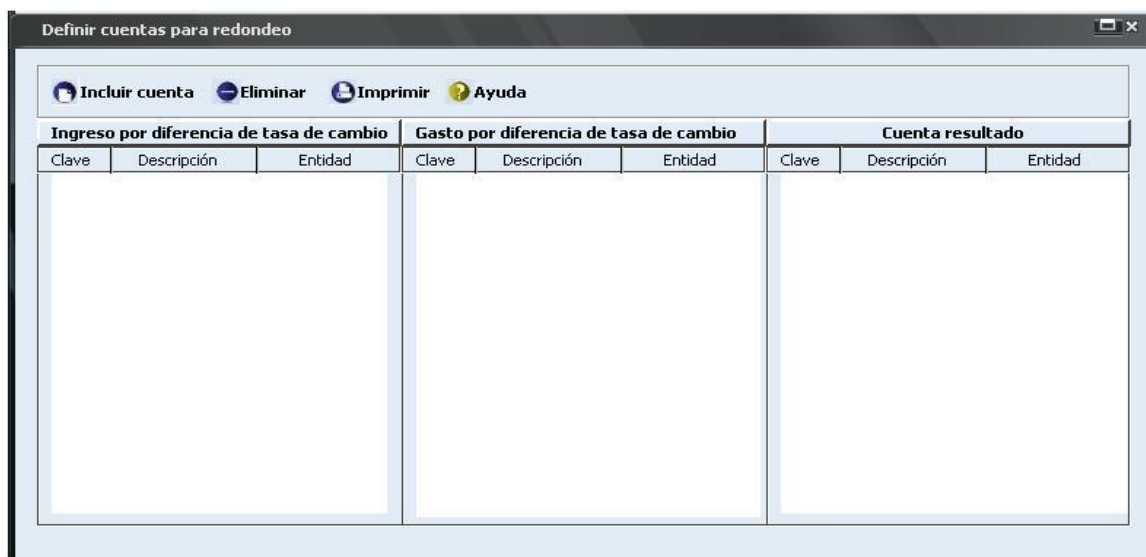 Definir cuentas para redondeo
Incluir cuenta Eliminar Imprimir Ayuda
Ingreso por diferencia de tasa de cambio Gasto por diferencia de tasa de cambio Cuenta resultado
Clave Descripción Entidad Clave Descripción Entidad Clave Descripción Entidad